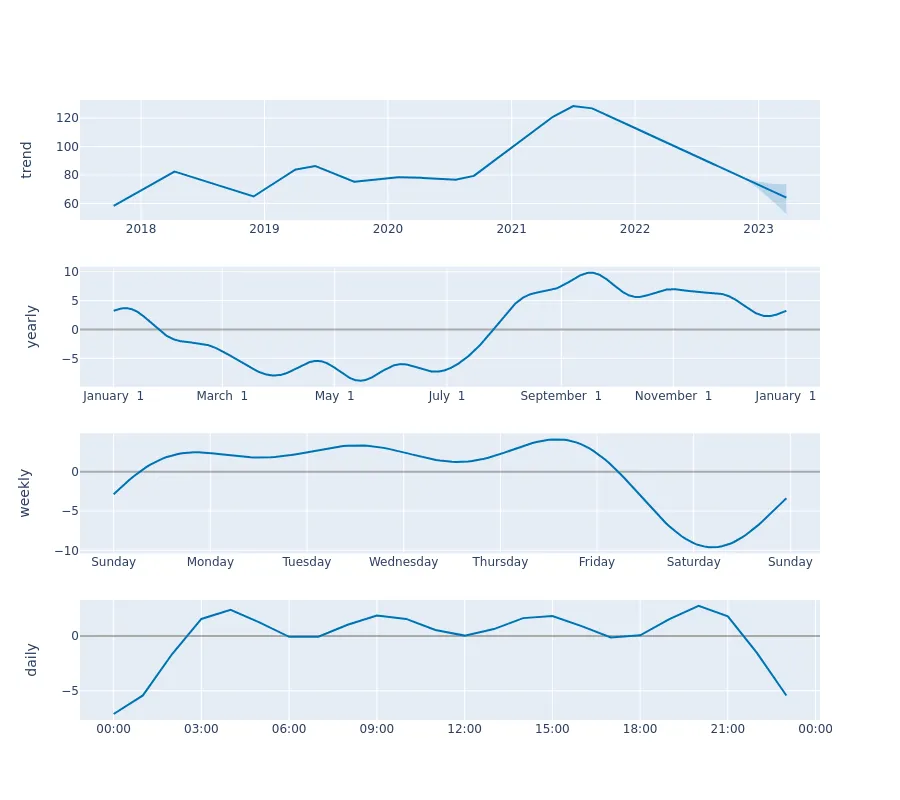 trend
120
100
80
60
2018 2019 2020 2021 2022 2023
yearly
10
5
0
−5
January 1 March 1 May 1 July 1 September 1 November 1 January 1
weekly
0
−5
−10
Sunday Monday Tuesday Wednesday Thursday Friday Saturday Sunday
daily
0
−5
00:00 03:00 06:00 09:00 12:00 15:00 18:00 21:00 00:00